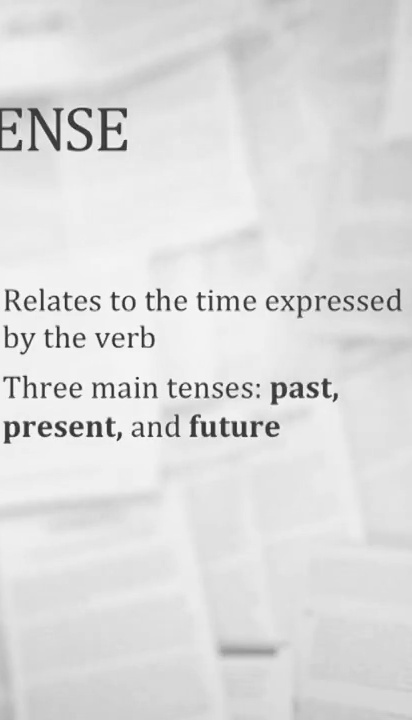 ENSE
Relates to the time expressed
by the verb
Three main tenses: past,
present, and future